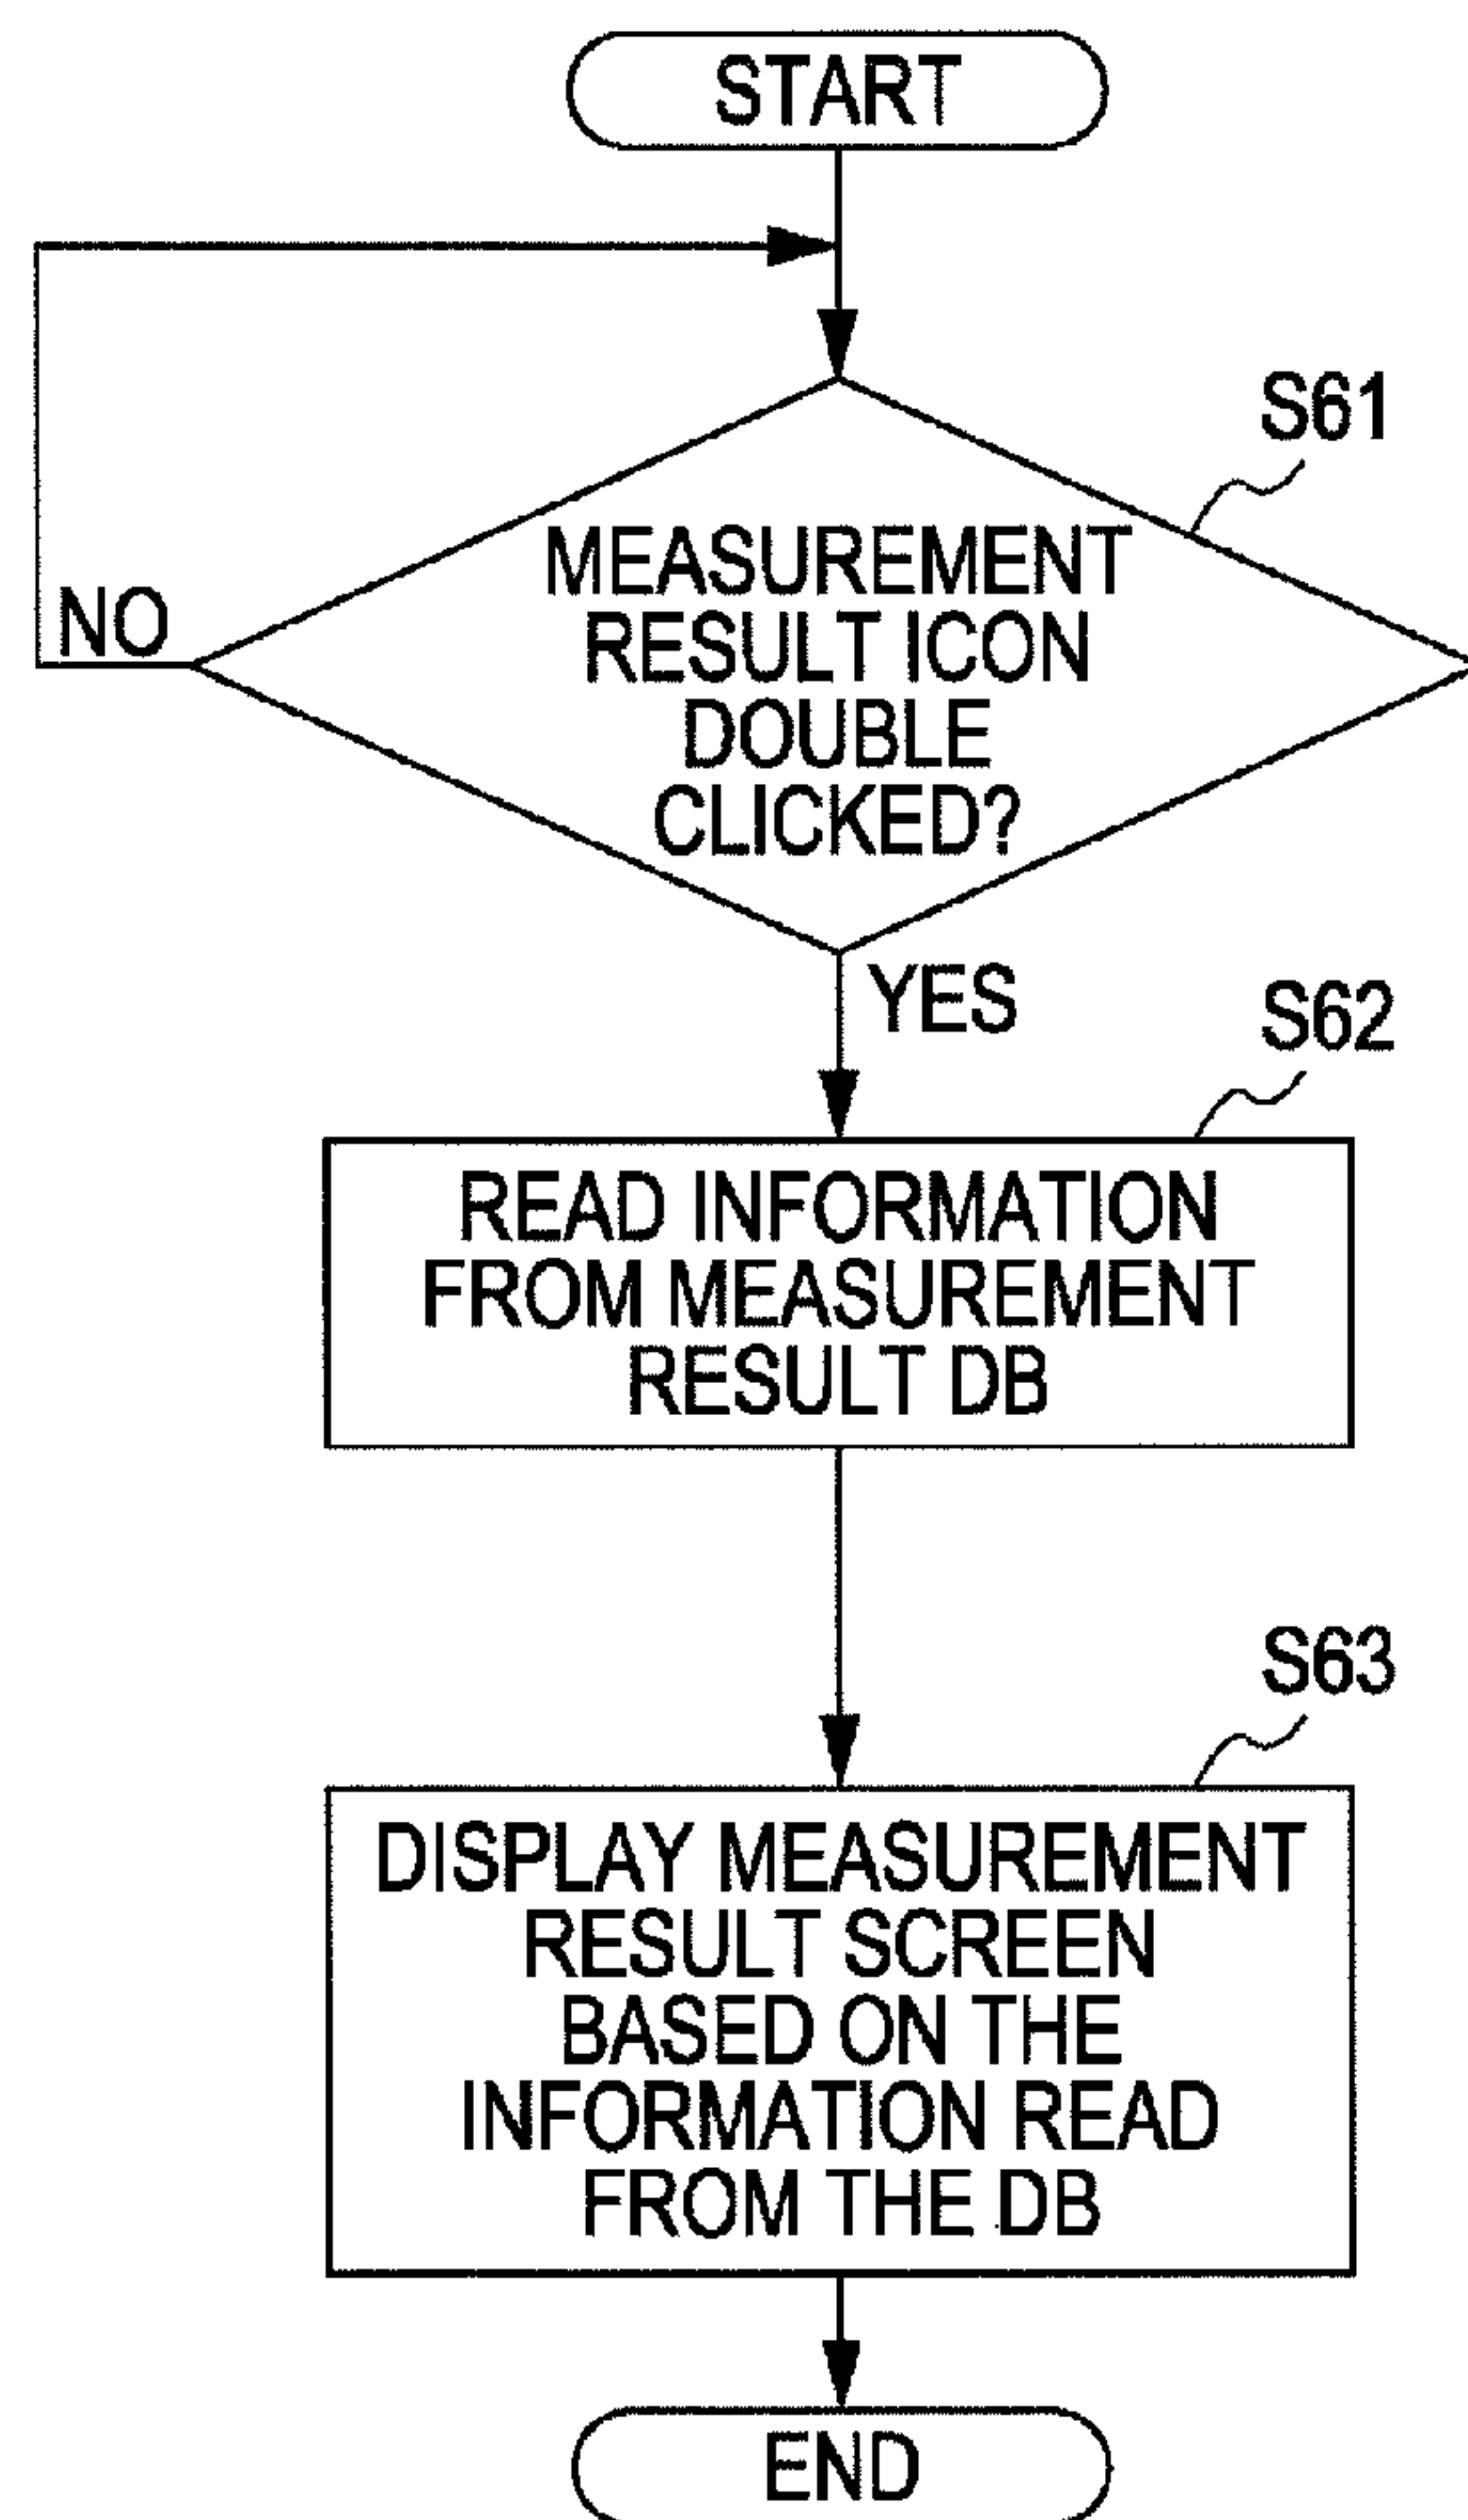 START
S61
MEASUREMENT
RESULT ICON
DOUBLE
CLICKED?
NO
YES
S62
READ INFORMATION
FROM MEASUREMENT
RESULT DB
S63
DISPLAY MEASUREMENT
RESULT SCREEN
BASED ON THE
INFORMATION READ
FROM THE DB
END